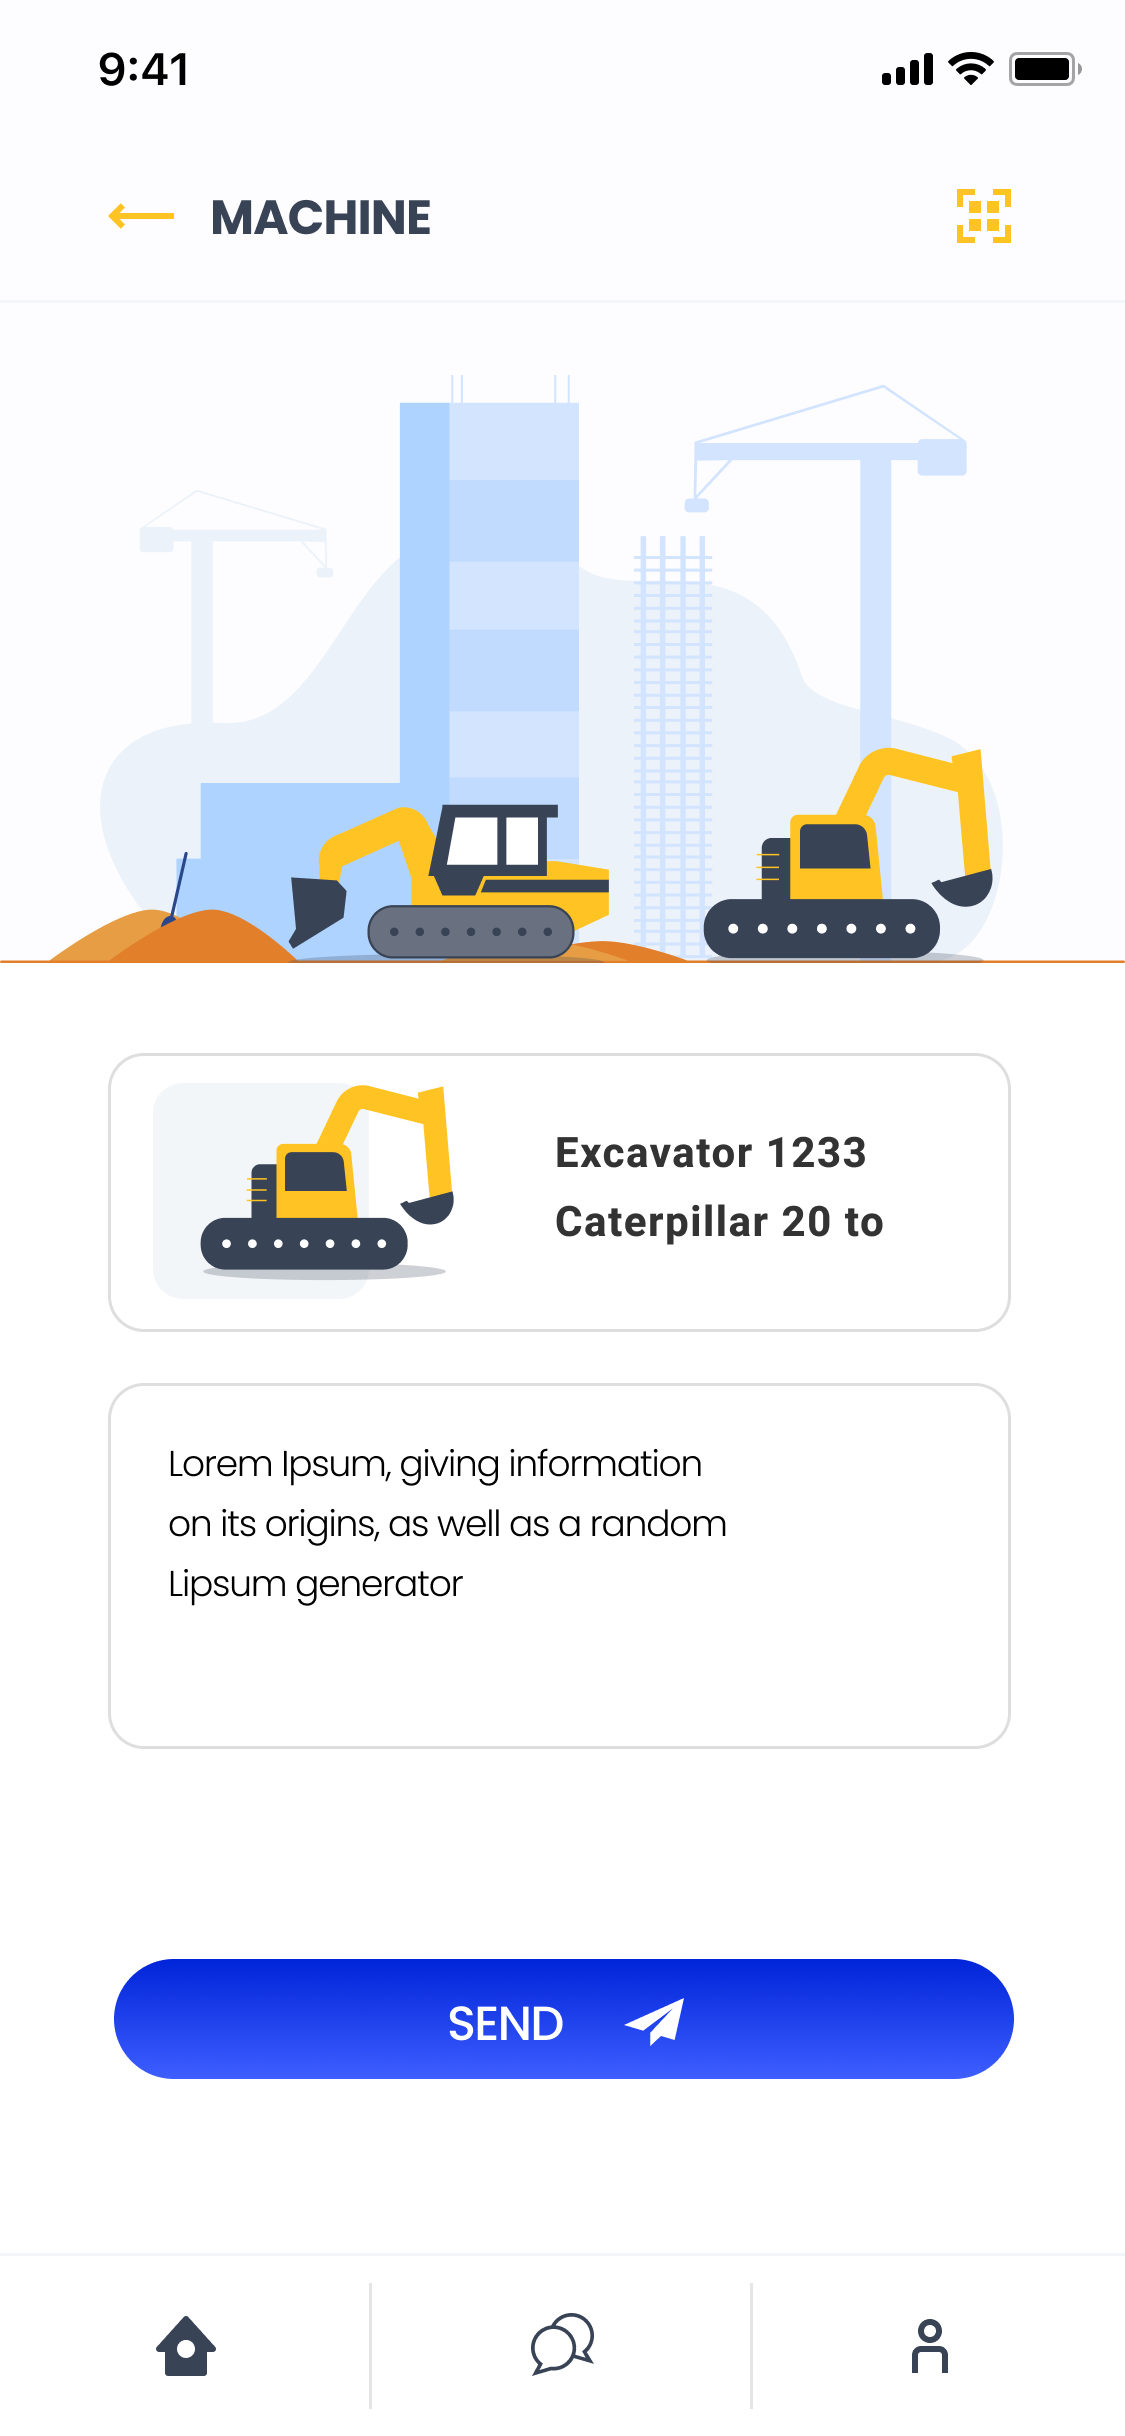 9:41
MACHINE
Excavator 1233
Caterpillar 20 to
Lorem Ipsum, giving information
on its origins, as well as a random
Lipsum generator
SEND